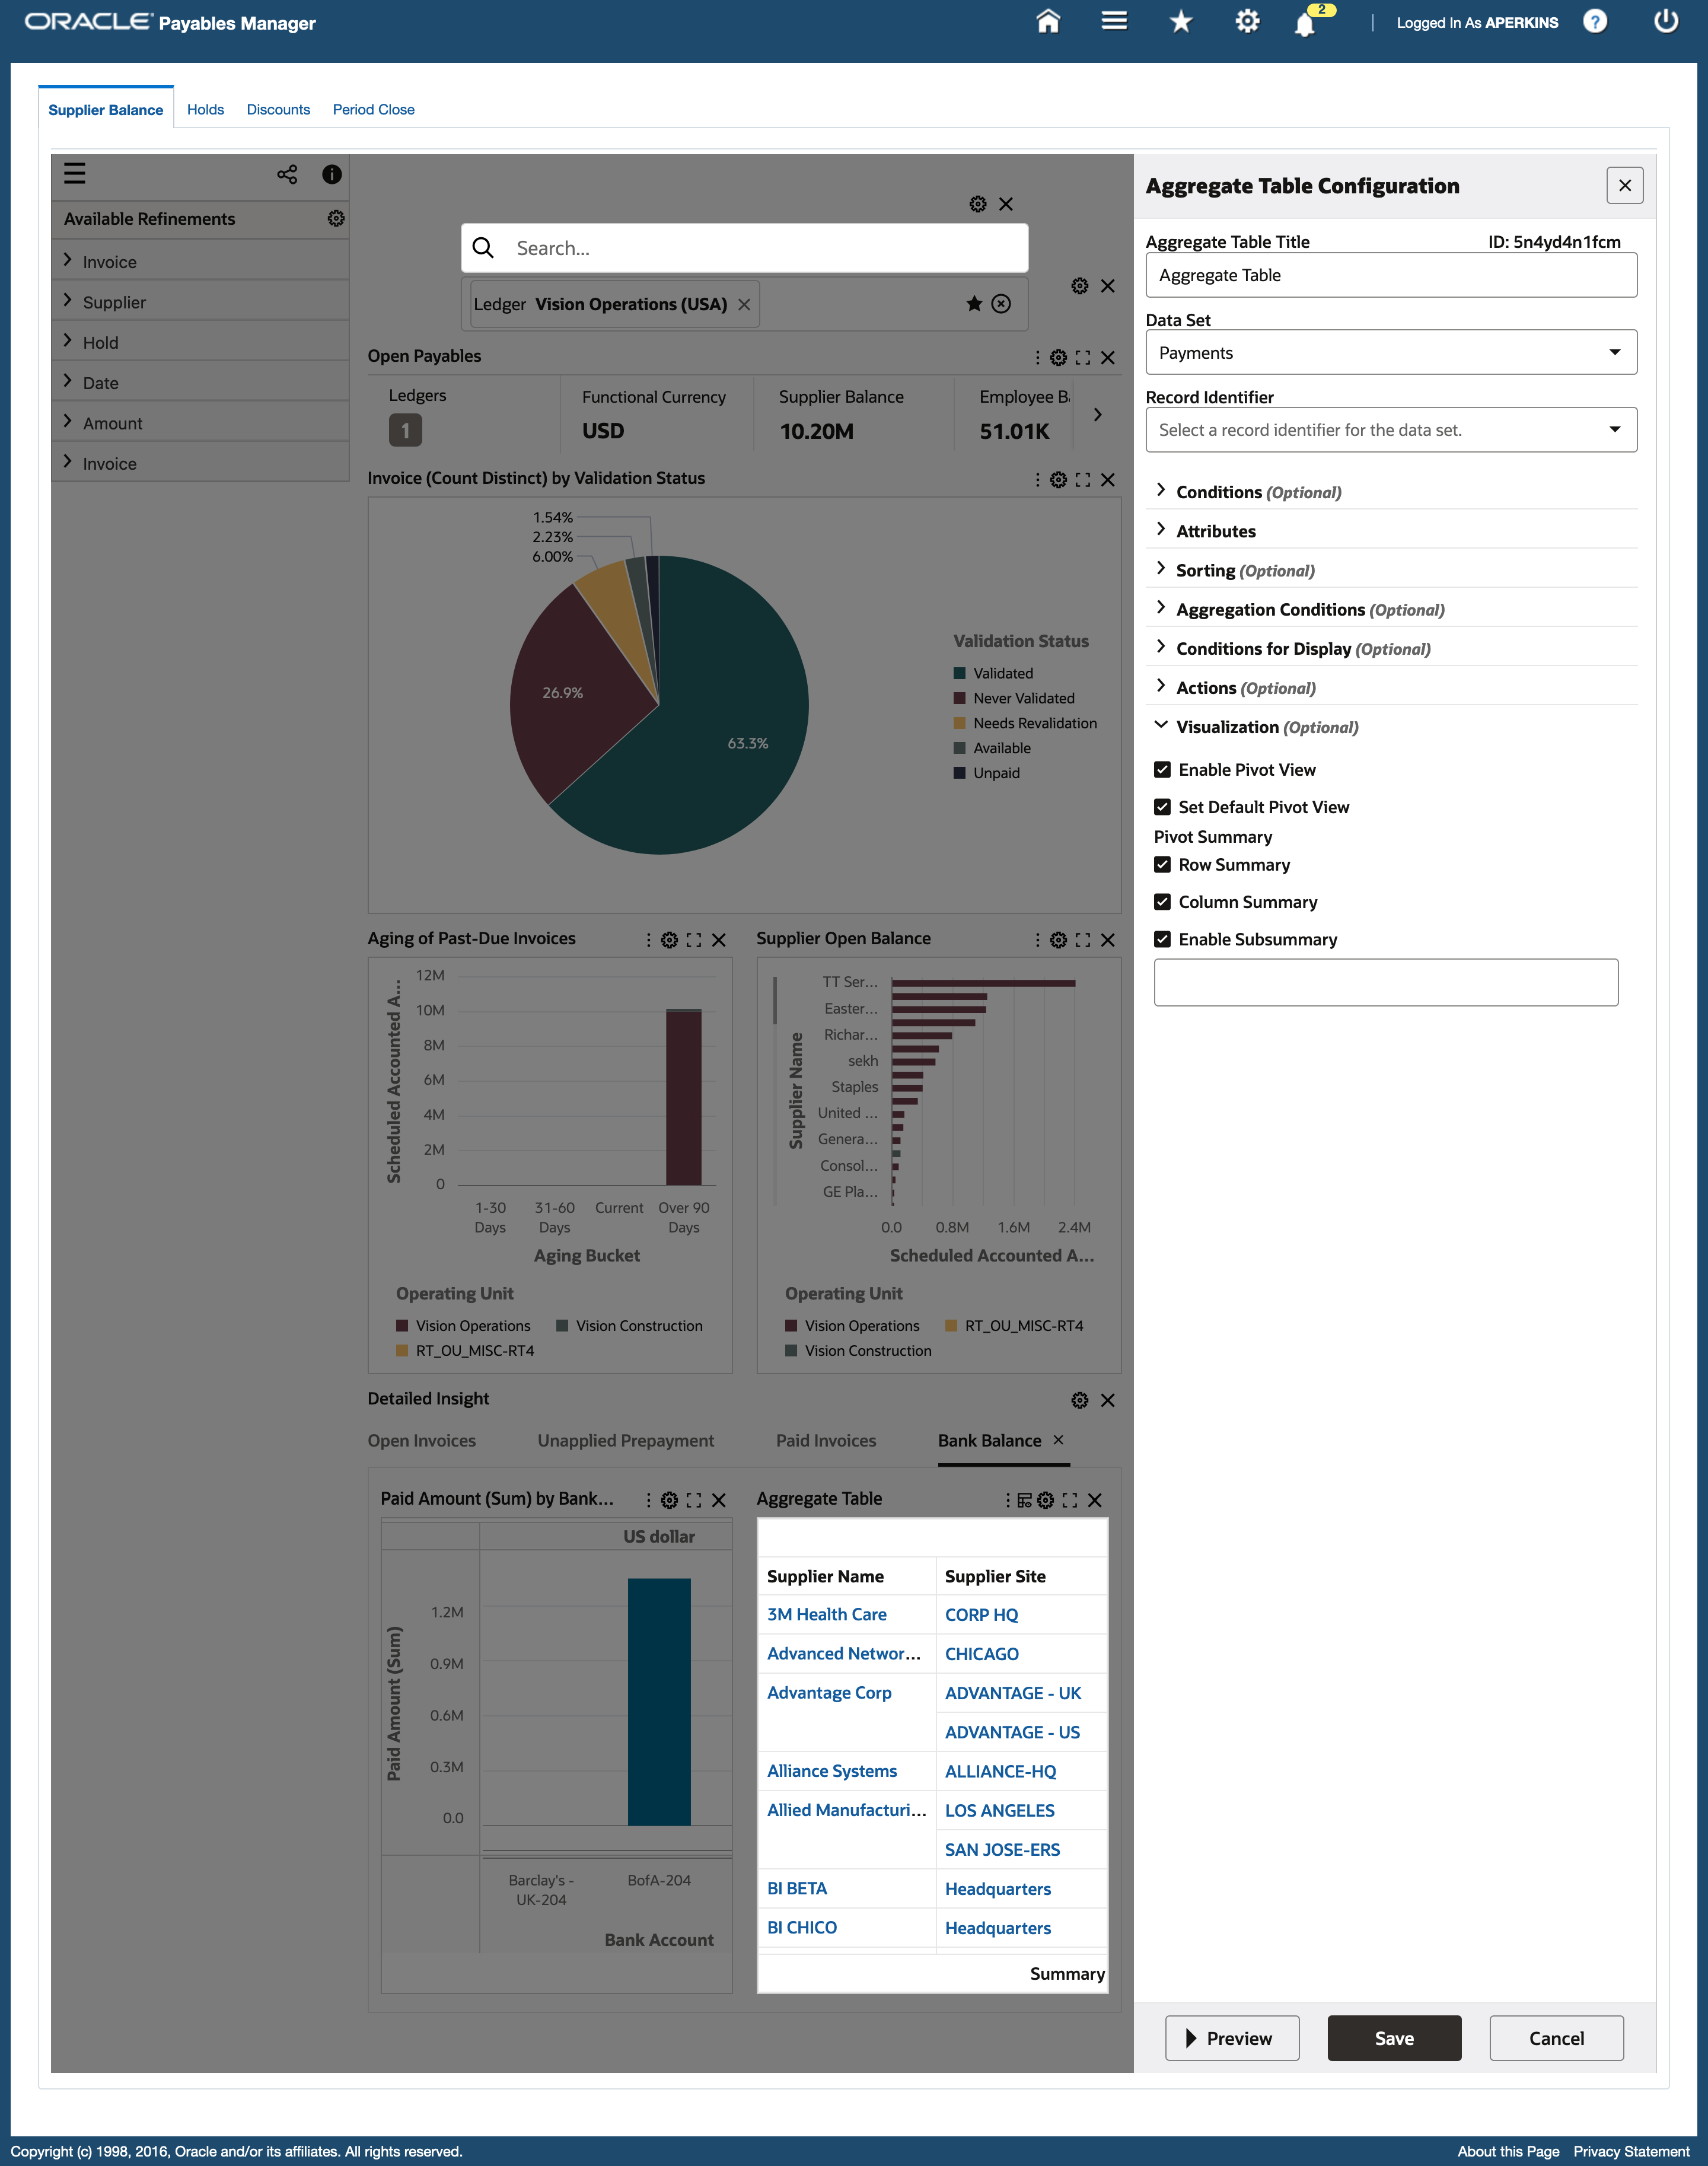 ORACLE Payables Manager
2
Logged In As APERKINS
?
Supplier Balance
Holds
Discounts
Period Close
Available Refinements
Invoice
Supplier
Hold
Date
Amount
Invoice
Search...
Ledger Vision Operations (USA)
Open Payables
Ledgers
1
Functional Currency
USD
Supplier Balance
10.20M
Employee B
51.01K
Invoice (Count Distinct) by Validation Status
1.54%
2.23%
6.00%
26.9%
63.3%
Validation Status
Validated
Never Validated
Needs Revalidation
Available
Unpaid
Aging of Past-Due Invoices
Scheduled Accounted A...
12M
10M
8M
6M
4M
2M
0
1-30
Days
31-60
Days
Current
Over 90
Days
Aging Bucket
Operating Unit
Vision Operations
Vision Construction
RT_OU_MISC-RT4
Supplier Open Balance
Supplier Name
TT Ser...
Easter...
Richar...
sekh
Staples
United ...
Genera...
Consol...
GE Pla...
0.0
0.8M
1.6M
2.4M
Scheduled Accounted A...
Operating Unit
Vision Operations
RT_OU_MISC-RT4
Vision Construction
Detailed Insight
Open Invoices
Unapplied Prepayment
Paid Invoices
Bank Balance
Paid Amount (Sum) by Bank...
US dollar
Paid Amount (Sum)
1.2M
0.9M
0.6M
0.3M
0.0
Barclay's -
UK-204
BofA-204
Bank Account
Aggregate Table
Supplier Name
Supplier Site
3M Health Care
CORP HQ
Advanced Networ...
CHICAGO
Advantage Corp
ADVANTAGE - UK
ADVANTAGE - US
Alliance Systems
ALLIANCE-HQ
Allied Manufacturi...
LOS ANGELES
SAN JOSE-ERS
BI BETA
Headquarters
BI CHICO
Headquarters
Summary
Aggregate Table Configuration
Aggregate Table Title
ID: 5n4yd4n1fcm
Aggregate Table
Data Set
Payments
Record Identifier
Select a record identifier for the data set.
Conditions (Optional)
Attributes
Sorting (Optional)
Aggregation Conditions (Optional)
Conditions for Display (Optional)
Actions (Optional)
Visualization (Optional)
Enable Pivot View
Set Default Pivot View
Pivot Summary
Row Summary
Column Summary
Enable Subsummary
Preview
Save
Cancel
Copyright (c) 1998, 2016, Oracle and/or its affiliates. All rights reserved.
About this Page
Privacy Statement